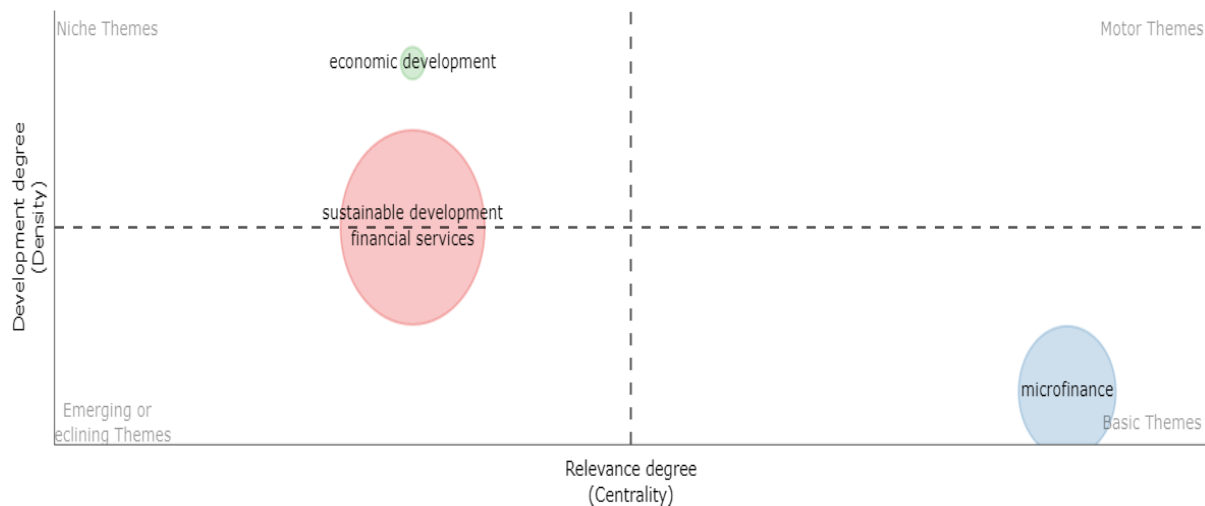 Niche Themes
Motor Themes
economic development
Development degree
(Density)
sustainable development
financial services
microfinance
Emerging or
eclining Themes
Basic Themes
Relevance degree
(Centrality)